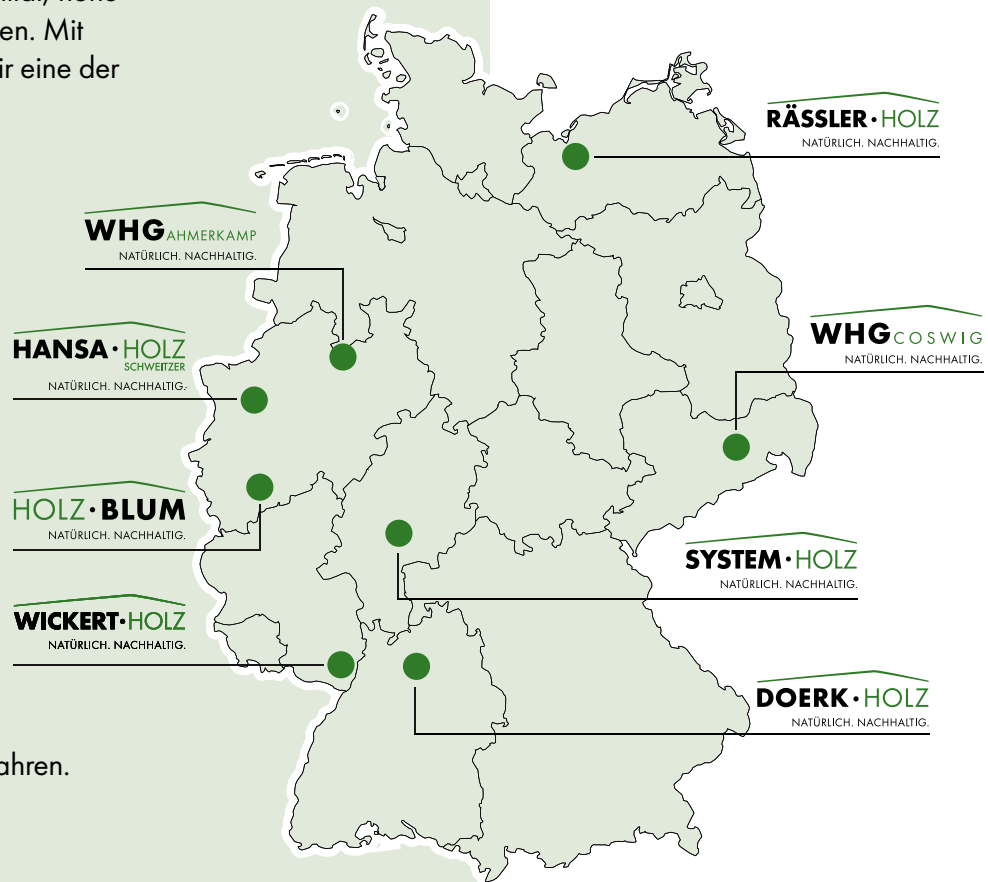 en. Mit
ir eine der
RÄSSLER·HOLZ
NATÜRLICH. NACHHALTIG.
WHG AHMERKAMP
NATÜRLICH. NACHHALTIG.
WHG COSWIG
NATÜRLICH. NACHHALTIG.
HANSA·HOLZ
SCHWEITZER
NATÜRLICH. NACHHALTIG.
HOLZ·BLUM
NATÜRLICH. NACHHALTIG.
SYSTEM·HOLZ
NATÜRLICH. NACHHALTIG.
WICKERT·HOLZ
NATÜRLICH. NACHHALTIG.
DOERK·HOLZ
NATÜRLICH. NACHHALTIG.
ahren.